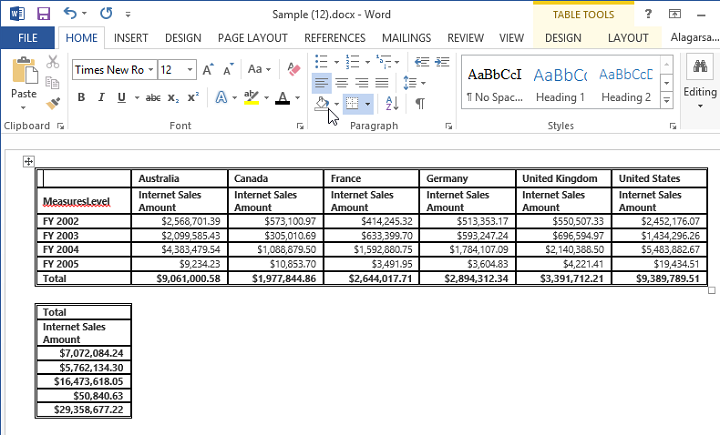 Sample (12).docx - Word
TABLE TOOLS
?
FILE HOME INSERT DESIGN PAGE LAYOUT REFERENCES MAILINGS REVIEW VIEW DESIGN LAYOUT Alagarsa...
Times New Ro 12 A A Aa
Paste
B I U abc x₂ x² A ab A A Z ¶
AaBbCcI AaBbCc AaBbCcD
¶ No Spac... Heading 1 Heading 2
Editing
Clipboard Font Paragraph Styles
Australia Canada France Germany United Kingdom United States
MeasuresLevel Internet Sales Amount Internet Sales Amount Internet Sales Amount Internet Sales Amount Internet Sales Amount Internet Sales Amount
FY 2002 $2,568,701.39 $573,100.97 $414,245.32 $513,353.17 $550,507.33 $2,452,176.07
FY 2003 $2,099,585.43 $305,010.69 $633,399.70 $593,247.24 $696,594.97 $1,434,296.26
FY 2004 $4,383,479.54 $1,088,879.50 $1,592,880.75 $1,784,107.09 $2,140,388.50 $5,483,882.67
FY 2005 $9,234.23 $10,853.70 $3,491.95 $3,604.83 $4,221.41 $19,434.51
Total $9,061,000.58 $1,977,844.86 $2,644,017.71 $2,894,312.34 $3,391,712.21 $9,389,789.51
Total
Internet Sales
Amount
$7,072,084.24
$5,762,134.30
$16,473,618.05
$50,840.63
$29,358,677.22